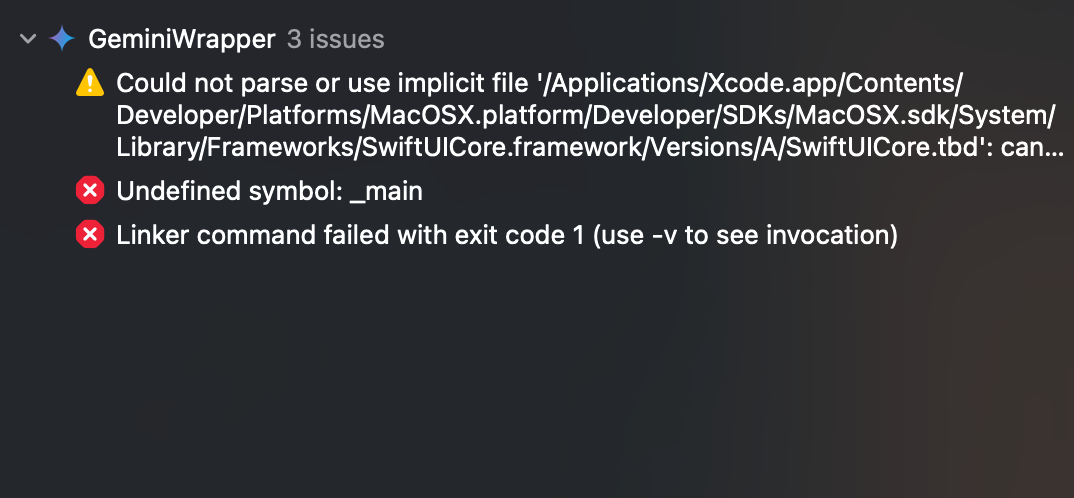 GeminiWrapper 3 issues
Could not parse or use implicit file '/Applications/Xcode.app/Contents/
Developer/Platforms/MacOSX.platform/Developer/SDKs/MacOSX.sdk/System/
Library/Frameworks/SwiftUICore.framework/Versions/A/SwiftUICore.tbd': can...
Undefined symbol: _main
Linker command failed with exit code 1 (use -v to see invocation)